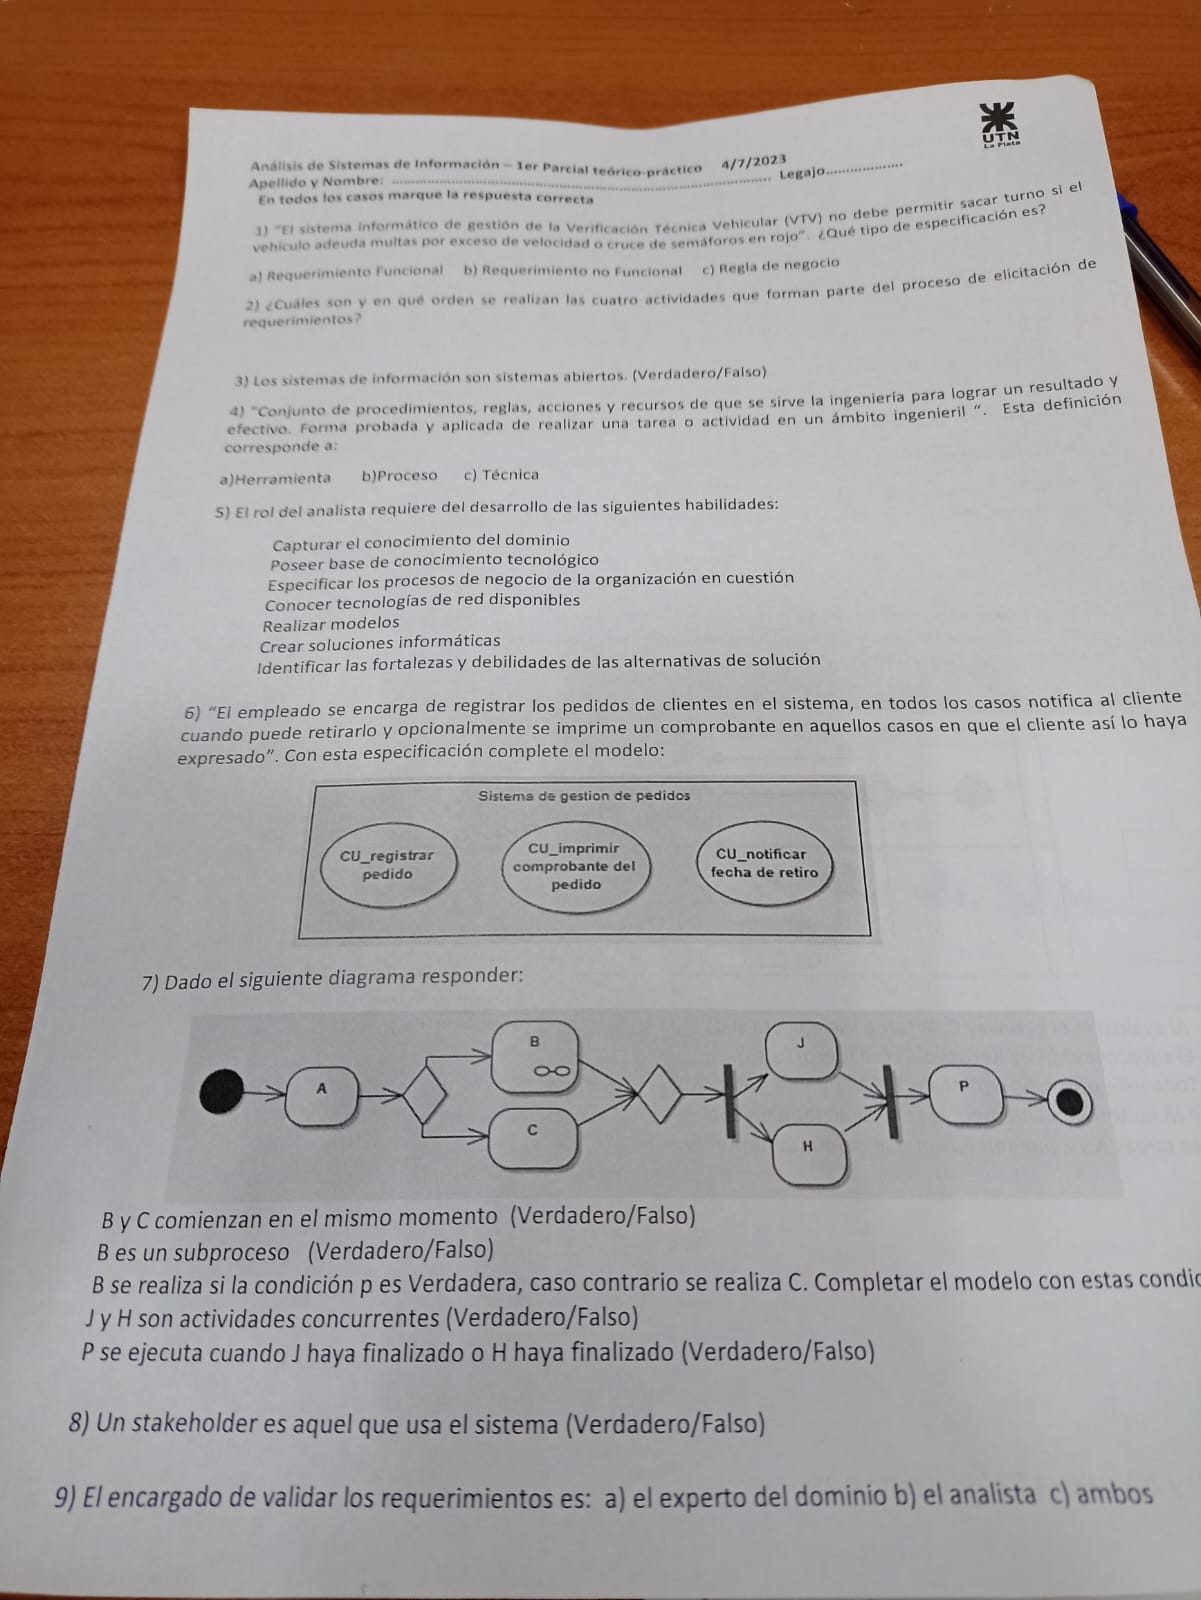 UTN
La Plata
Análisis de Sistemas de Información – 1er Parcial teórico-práctico 4/7/2023
Apellido y Nombre: ........................ Legajo....................
En todos los casos marque la respuesta correcta
1) "El sistema informático de gestión de la Verificación Técnica Vehicular (VTV) no debe permitir sacar turno si el
vehículo adeuda multas por exceso de velocidad o cruce de semáforos en rojo". ¿Qué tipo de especificación es?
a) Requerimiento Funcional b) Requerimiento no Funcional c) Regla de negocio
2) ¿Cuáles son y en qué orden se realizan las cuatro actividades que forman parte del proceso de elicitación de
requerimientos?
3) Los sistemas de información son sistemas abiertos. (Verdadero/Falso)
4) "Conjunto de procedimientos, reglas, acciones y recursos de que se sirve la ingeniería para lograr un resultado y
efectivo. Forma probada y aplicada de realizar una tarea o actividad en un ámbito ingenieril ". Esta definición
corresponde a:
a)Herramienta b)Proceso c) Técnica
5) El rol del analista requiere del desarrollo de las siguientes habilidades:
Capturar el conocimiento del dominio
Poseer base de conocimiento tecnológico
Especificar los procesos de negocio de la organización en cuestión
Conocer tecnologías de red disponibles
Realizar modelos
Crear soluciones informáticas
Identificar las fortalezas y debilidades de las alternativas de solución
6) "El empleado se encarga de registrar los pedidos de clientes en el sistema, en todos los casos notifica al cliente
cuando puede retirarlo y opcionalmente se imprime un comprobante en aquellos casos en que el cliente así lo haya
expresado". Con esta especificación complete el modelo:
Sistema de gestion de pedidos
CU_registrar
pedido
CU_imprimir
comprobante del
pedido
CU_notificar
fecha de retiro
7) Dado el siguiente diagrama responder:
A
B
C
J
H
P
B y C comienzan en el mismo momento (Verdadero/Falso)
B es un subproceso (Verdadero/Falso)
B se realiza si la condición p es Verdadera, caso contrario se realiza C. Completar el modelo con estas condic
J y H son actividades concurrentes (Verdadero/Falso)
P se ejecuta cuando J haya finalizado o H haya finalizado (Verdadero/Falso)
8) Un stakeholder es aquel que usa el sistema (Verdadero/Falso)
9) El encargado de validar los requerimientos es: a) el experto del dominio b) el analista c) ambos